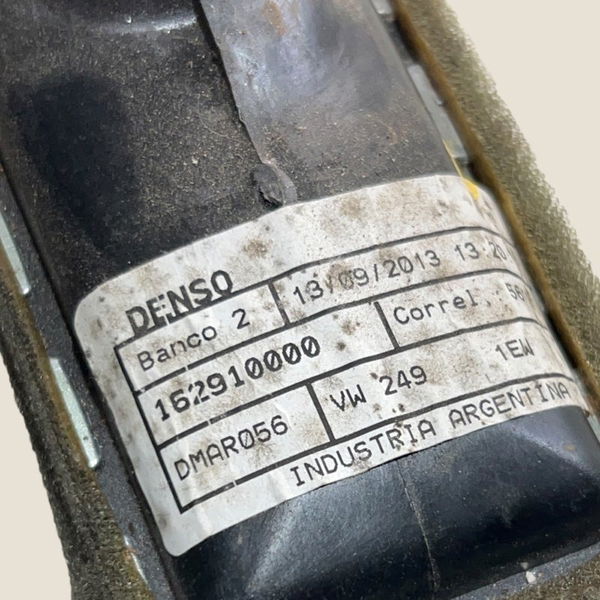 DENSO
Banco 2 13/09/2013 13:20
162910000 Correl.:
DMAR056 VW 249 1EW
INDUSTRIA ARGENTINA